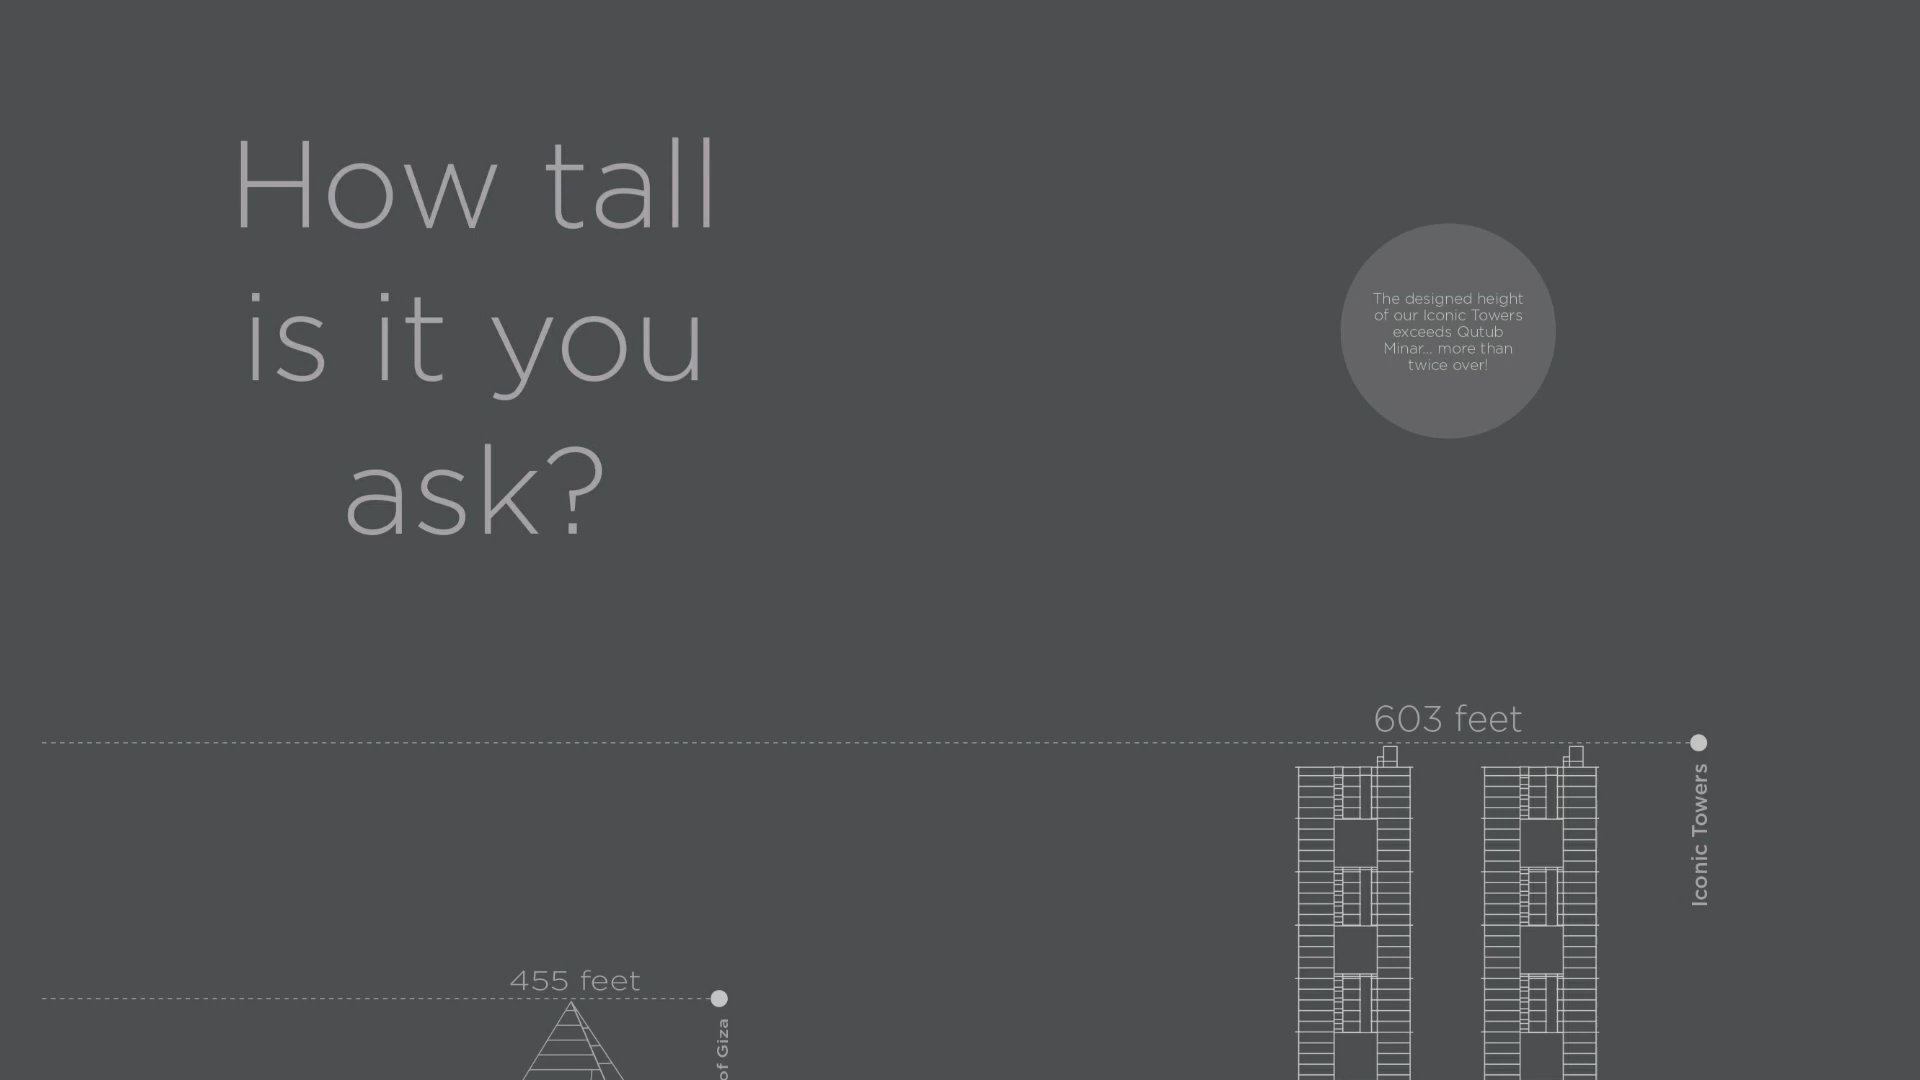 How tall
is it you
ask?
The designed height
of our Iconic Towers
exceeds Qutub
Minar... more than
twice over!
603 feet
Iconic Towers
455 feet
of Giza